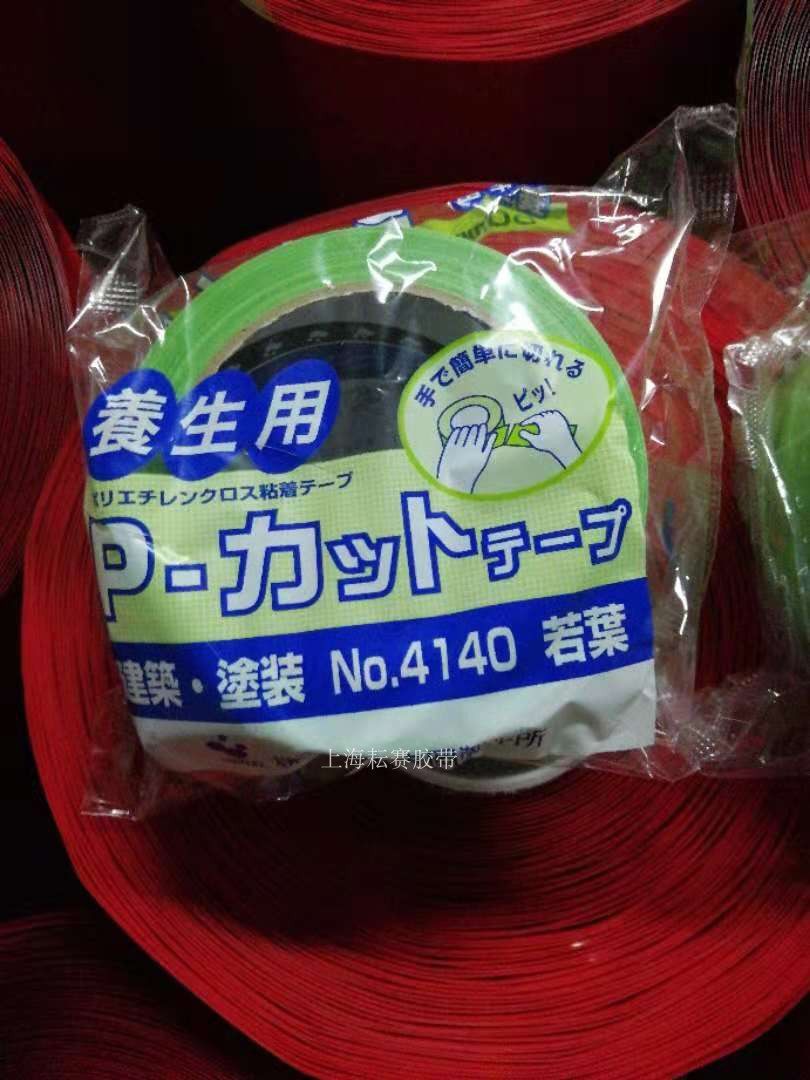 養生用
手で簡単に切れる
ピッ!
ポリエチレンクロス粘着テープ
P-カットテープ
建築・塗装 No.4140 若葉
上海耘赛胶带